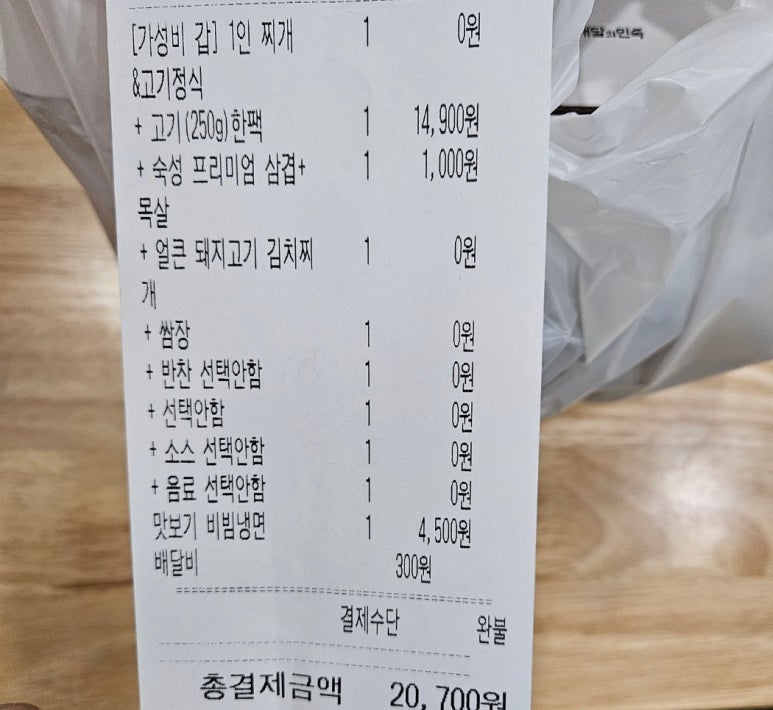 [가성비 갑] 1인 찌개 1 0원
&고기정식
+ 고기(250g)한팩 1 14,900원
+ 숙성 프리미엄 삼겹+ 1 1,000원
목살
+ 얼큰 돼지고기 김치찌 1 0원
개
+ 쌈장 1 0원
+ 반찬 선택안함 1 0원
+ 선택안함 1 0원
+ 소스 선택안함 1 0원
+ 음료 선택안함 1 0원
맛보기 비빔냉면 1 4,500원
배달비 300원
결제수단 완불
총결제금액 20,700원
배달의민족